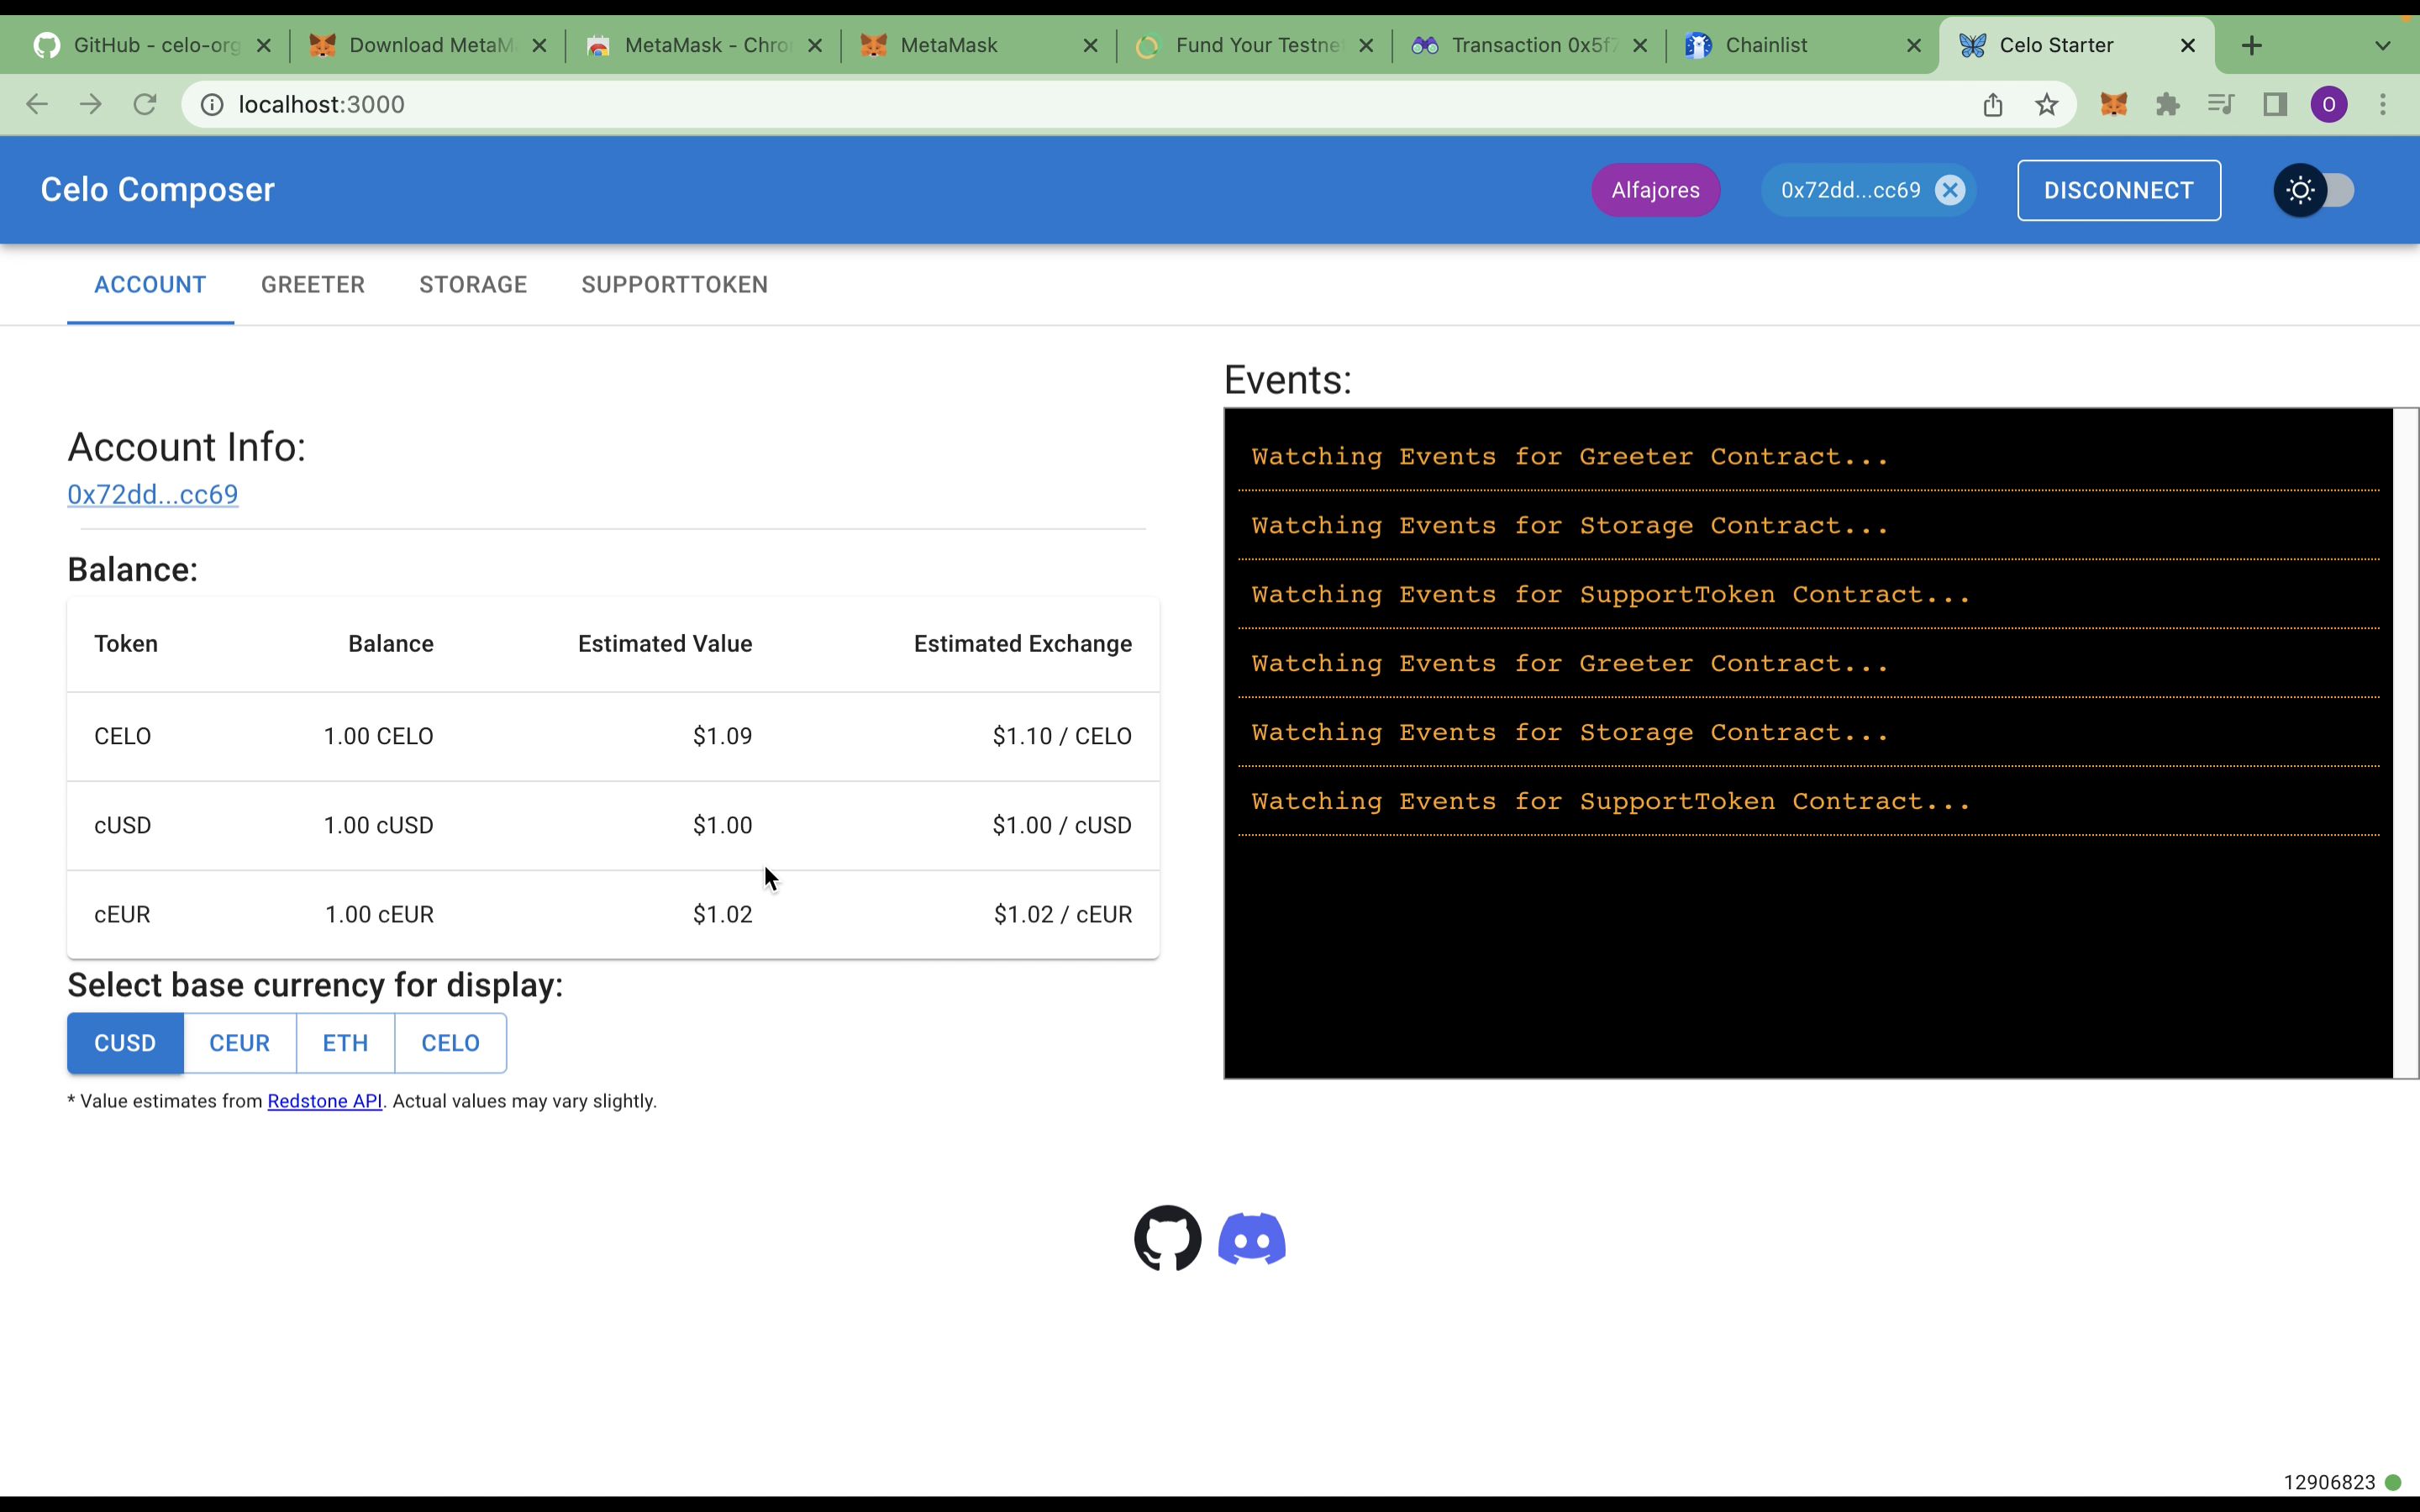 GitHub - celo-org
Download MetaM
MetaMask - Chro
MetaMask
Fund Your Testne
Transaction 0x5f7
Chainlist
Celo Starter
localhost:3000
O
Celo Composer
Alfajores
0x72dd...cc69
DISCONNECT
ACCOUNT
GREETER
STORAGE
SUPPORTTOKEN
Account Info:
0x72dd...cc69
Balance:
Token Balance Estimated Value Estimated Exchange
CELO 1.00 CELO $1.09 $1.10 / CELO
cUSD 1.00 cUSD $1.00 $1.00 / cUSD
cEUR 1.00 cEUR $1.02 $1.02 / cEUR
Select base currency for display:
CUSD CEUR ETH CELO
* Value estimates from Redstone API. Actual values may vary slightly.
Events:
Watching Events for Greeter Contract...
Watching Events for Storage Contract...
Watching Events for SupportToken Contract...
Watching Events for Greeter Contract...
Watching Events for Storage Contract...
Watching Events for SupportToken Contract...
12906823